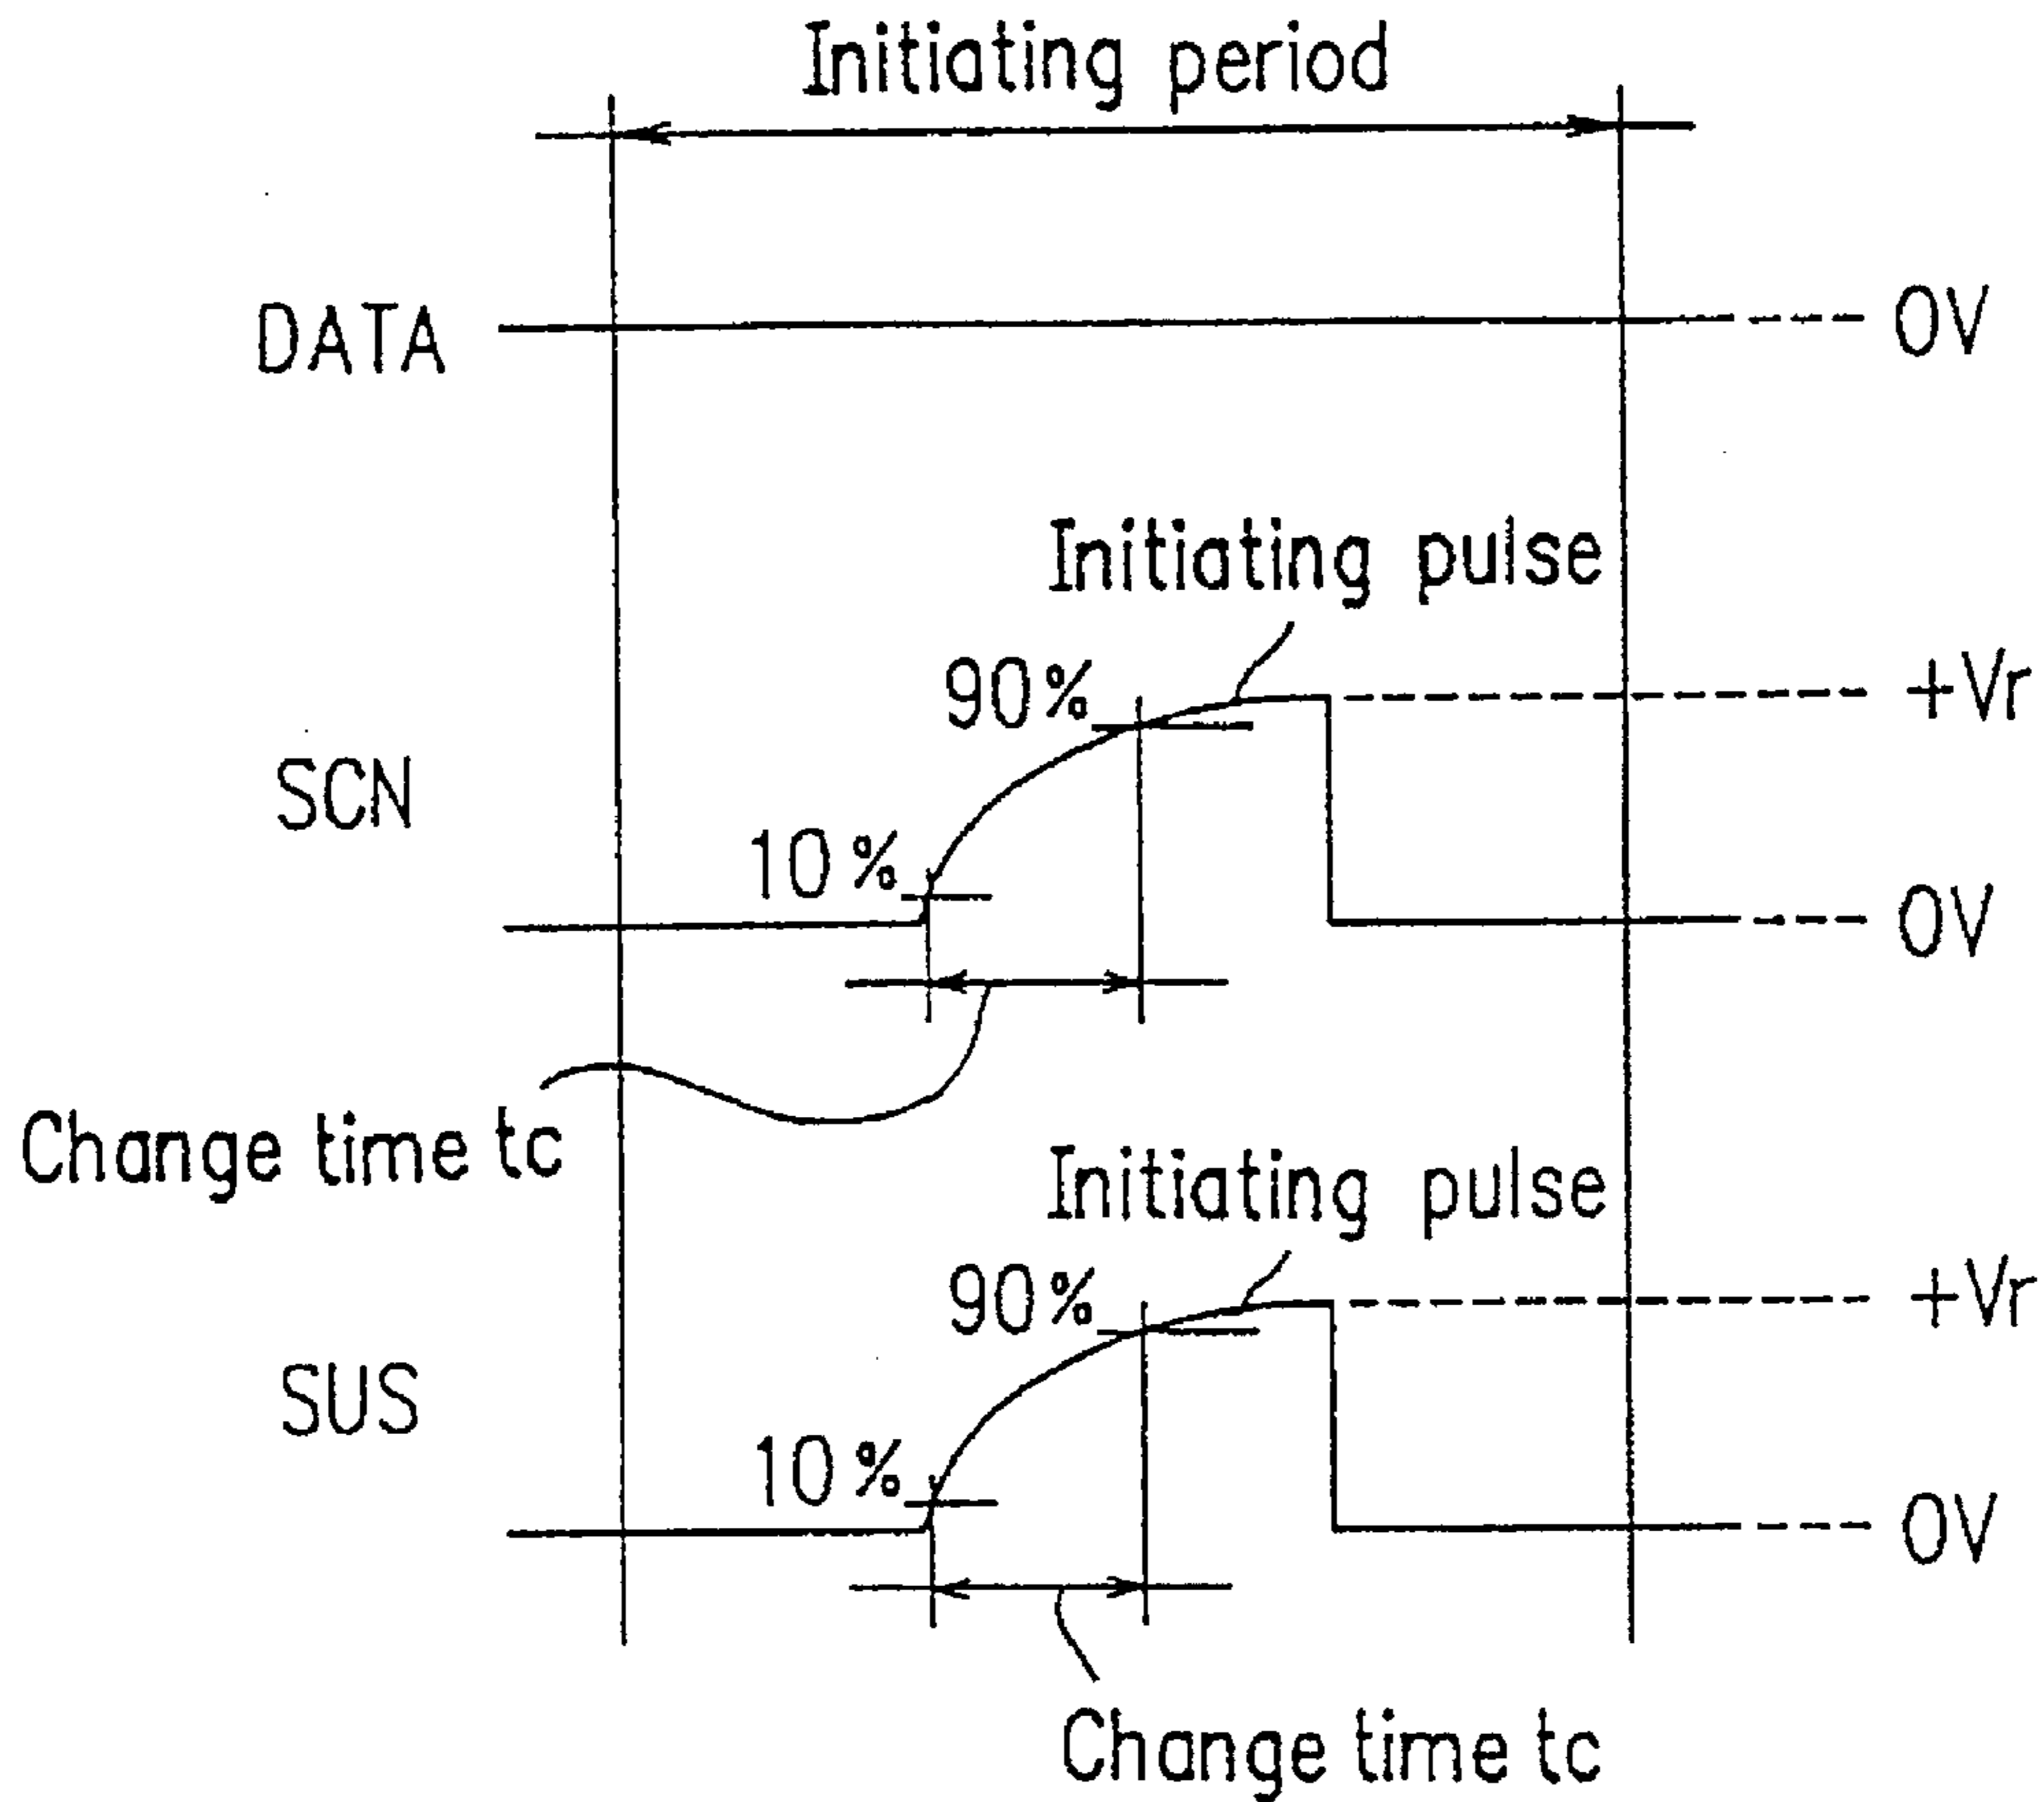 Initiating period
DATA
0V
Initiating pulse
90%
+Vr
SCN
10%
0V
Change time tc
Initiating pulse
90%
+Vr
SUS
10%
0V
Change time tc